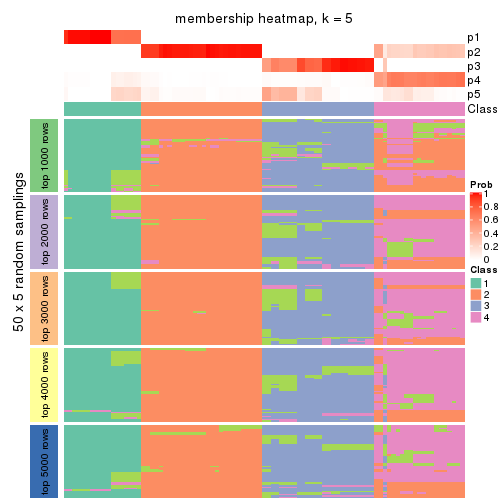 membership heatmap, k = 5
p1
p2
p3
p4
p5
Class
50 x 5 random samplings
top 1000 rows
top 2000 rows
top 3000 rows
top 4000 rows
top 5000 rows
Prob
1
0.8
0.6
0.4
0.2
0
Class
1
2
3
4